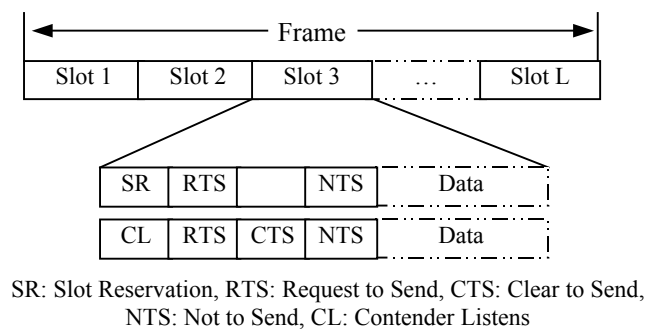 Frame
Slot 1 Slot 2 Slot 3 ... Slot L
SR RTS NTS Data
CL RTS CTS NTS Data
SR: Slot Reservation, RTS: Request to Send, CTS: Clear to Send,
NTS: Not to Send, CL: Contender Listens